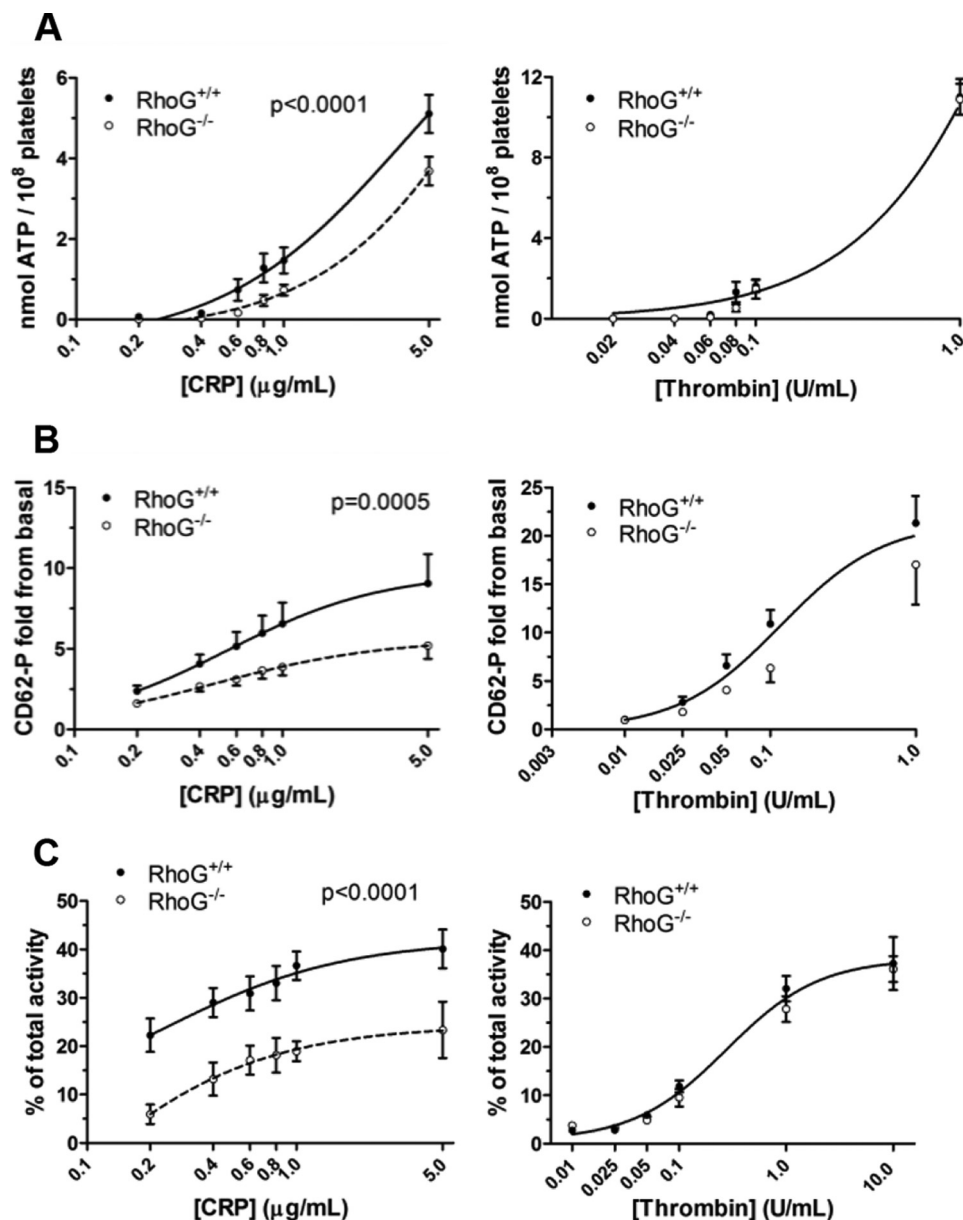 A
RhoG+/+
RhoG-/-
p<0.0001
nmol ATP / 10⁸ platelets
6
4
2
0
0.1
0.2
0.4
0.6
0.8
1.0
5.0
[CRP] (μg/mL)
RhoG+/+
RhoG-/-
nmol ATP / 10⁸ platelets
12
8
4
0
0.02
0.04
0.06
0.08
0.1
1.0
[Thrombin] (U/mL)
B
RhoG+/+
RhoG-/-
p=0.0005
CD62-P fold from basal
15
10
5
0
0.1
0.2
0.4
0.6
0.8
1.0
5.0
[CRP] (μg/mL)
RhoG+/+
RhoG-/-
CD62-P fold from basal
25
20
15
10
5
0
0.003
0.01
0.025
0.05
0.1
1.0
[Thrombin] (U/mL)
C
RhoG+/+
RhoG-/-
p<0.0001
% of total activity
50
40
30
20
10
0
0.1
0.2
0.4
0.6
0.8
1.0
5.0
[CRP] (μg/mL)
RhoG+/+
RhoG-/-
% of total activity
50
40
30
20
10
0
0.01
0.025
0.05
0.1
1.0
10.0
[Thrombin] (U/mL)